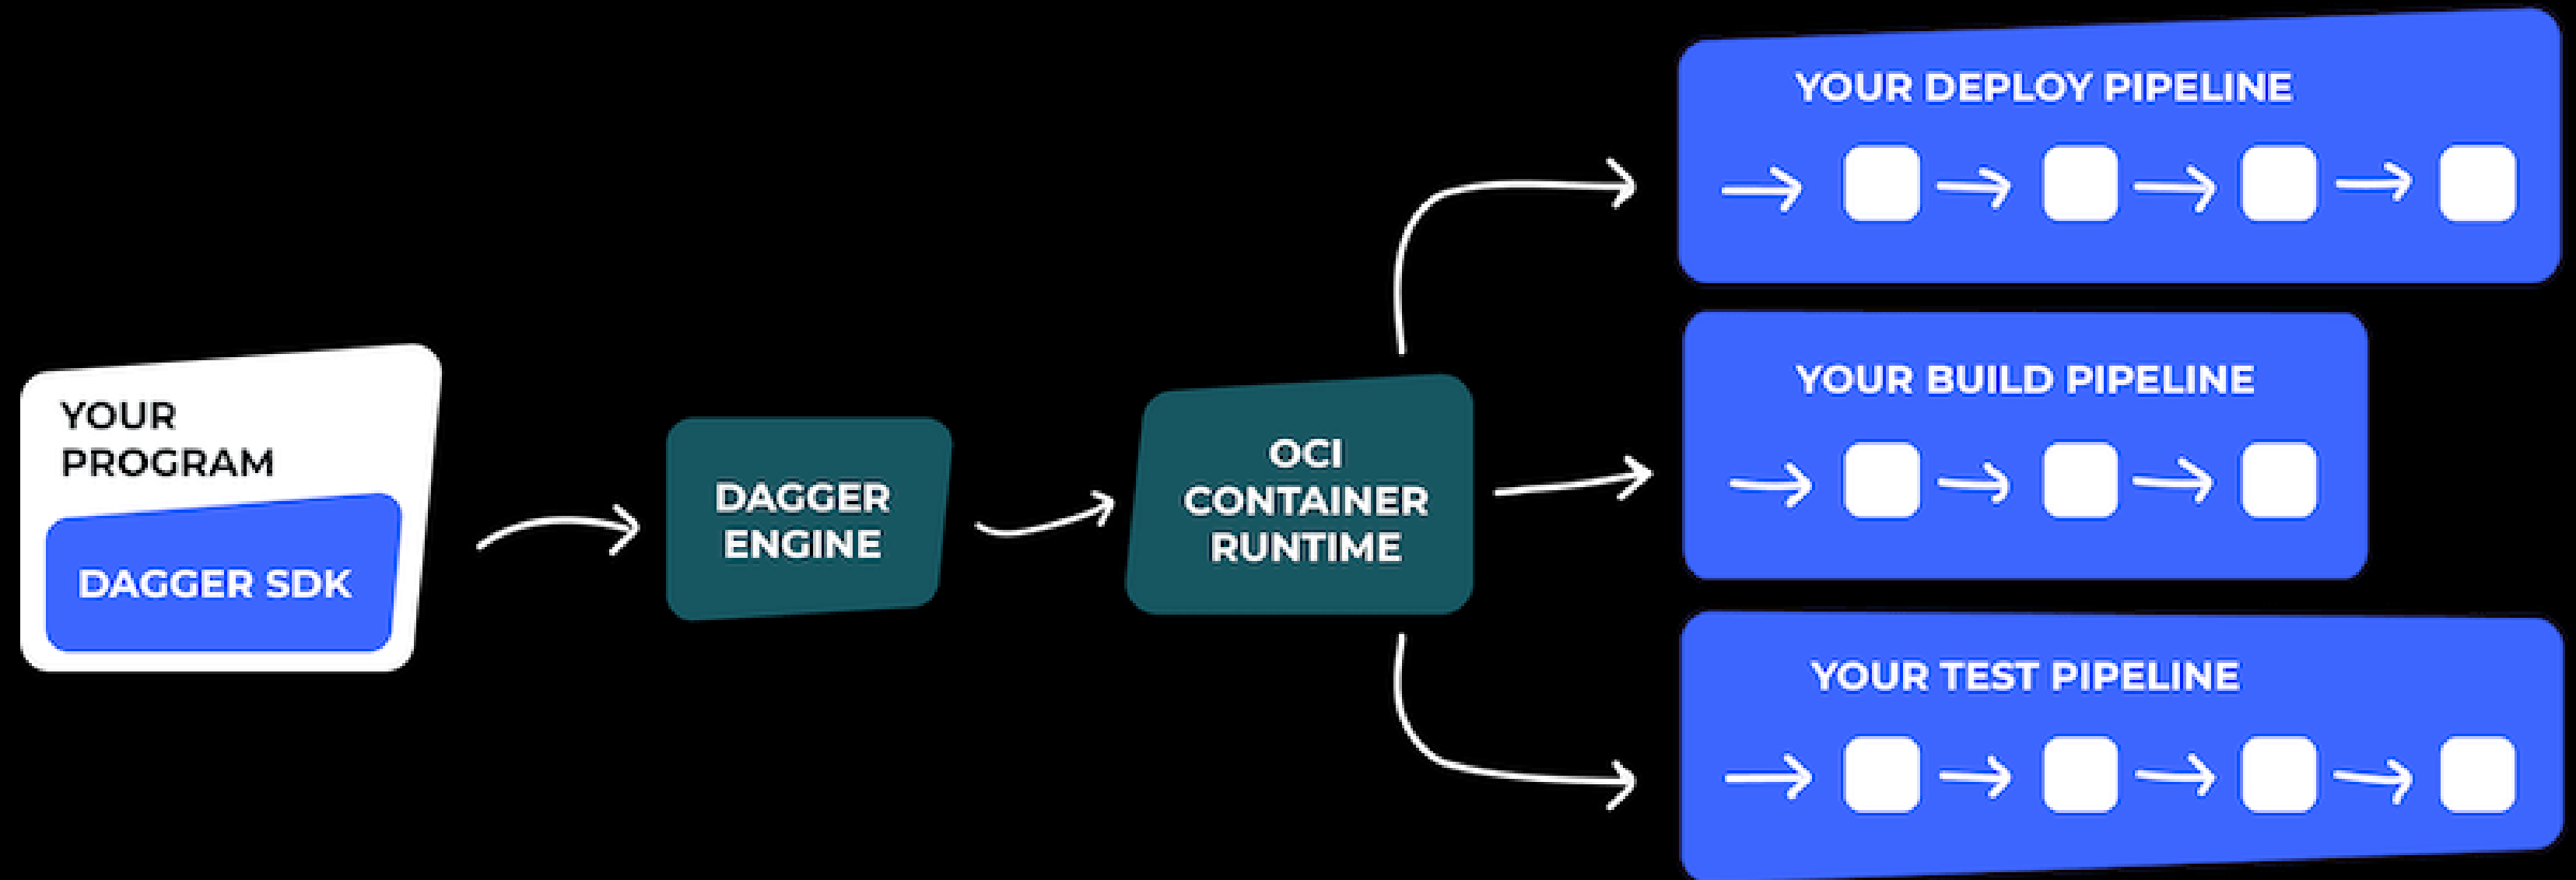 YOUR
PROGRAM
DAGGER SDK
DAGGER
ENGINE
OCI
CONTAINER
RUNTIME
YOUR DEPLOY PIPELINE
YOUR BUILD PIPELINE
YOUR TEST PIPELINE